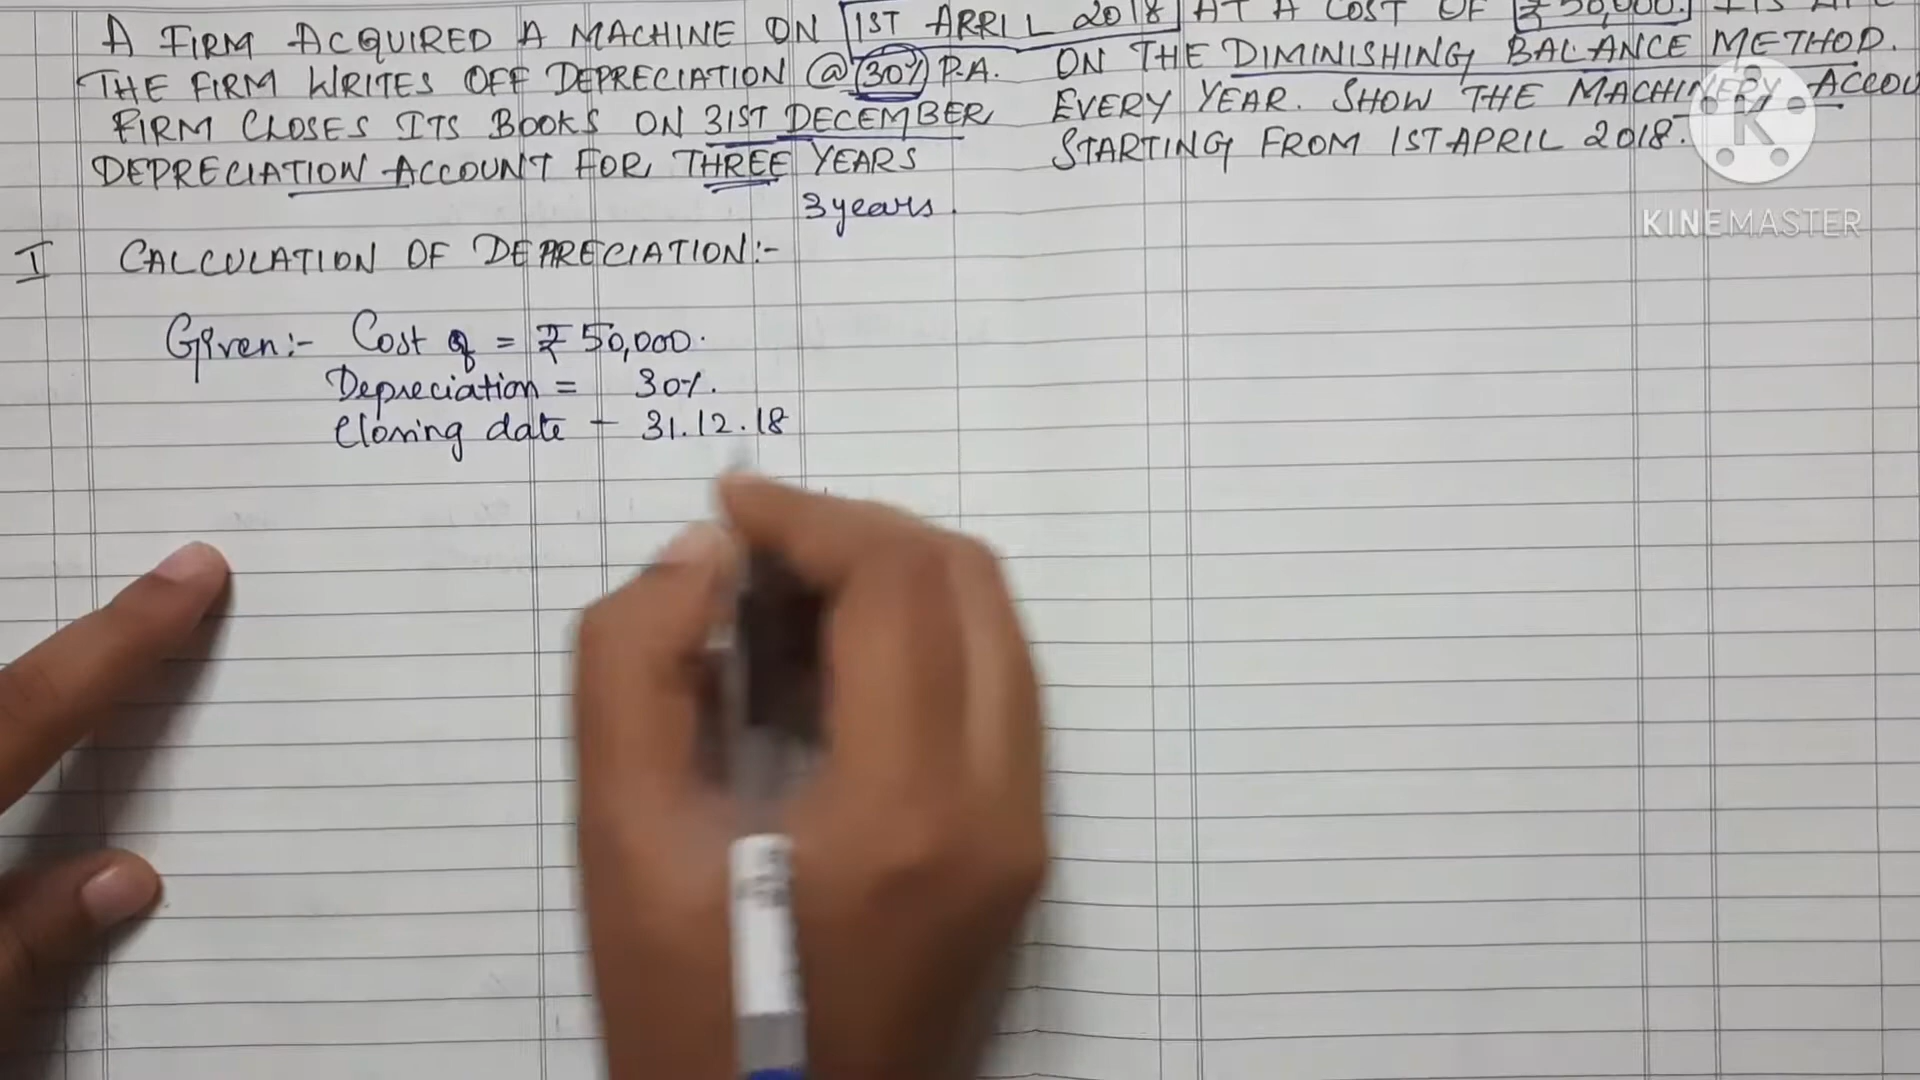 A FIRM ACQUIRED A MACHINE ON 1ST ARRIL 2018 AT A COST OF ₹50,000.
THE FIRM WRITES OFF DEPRECIATION @ 30% P.A. ON THE DIMINISHING BALANCE METHOD.
FIRM CLOSES ITS BOOKS ON 31ST DECEMBER EVERY YEAR. SHOW THE MACHINERY
DEPRECIATION ACCOUNT FOR THREE YEARS STARTING FROM 1ST APRIL 2018.
3 years.
K
KINEMASTER
I CALCULATION OF DEPRECIATION:-
Given:- Cost of = ₹50,000.
Depreciation = 30%.
Closing date - 31.12.18